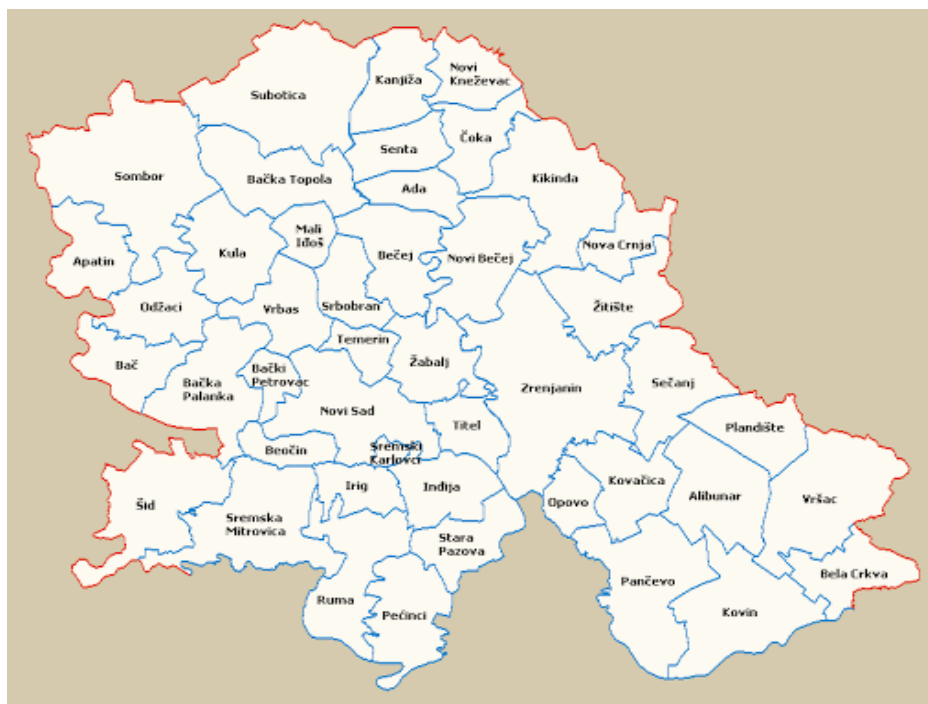 Novi
Kneževac
Kanjiža
Subotica
Čoka
Senta
Sombor
Bačka Topola
Ada
Kikinda
Mali
Iđoš
Nova Crnja
Kula
Bečej
Novi Bečej
Apatin
Odžaci
Vrbas
Srbobran
Žitište
Temerin
Bač
Bački
Petrovac
Žabalj
Bačka
Palanka
Zrenjanin
Sečanj
Novi Sad
Titel
Plandište
Beočin
Sremski
Karlovci
Šid
Irig
Inđija
Opovo
Kovačica
Alibunar
Vršac
Sremska
Mitrovica
Stara
Pazova
Pančevo
Bela Crkva
Ruma
Pećinci
Kovin